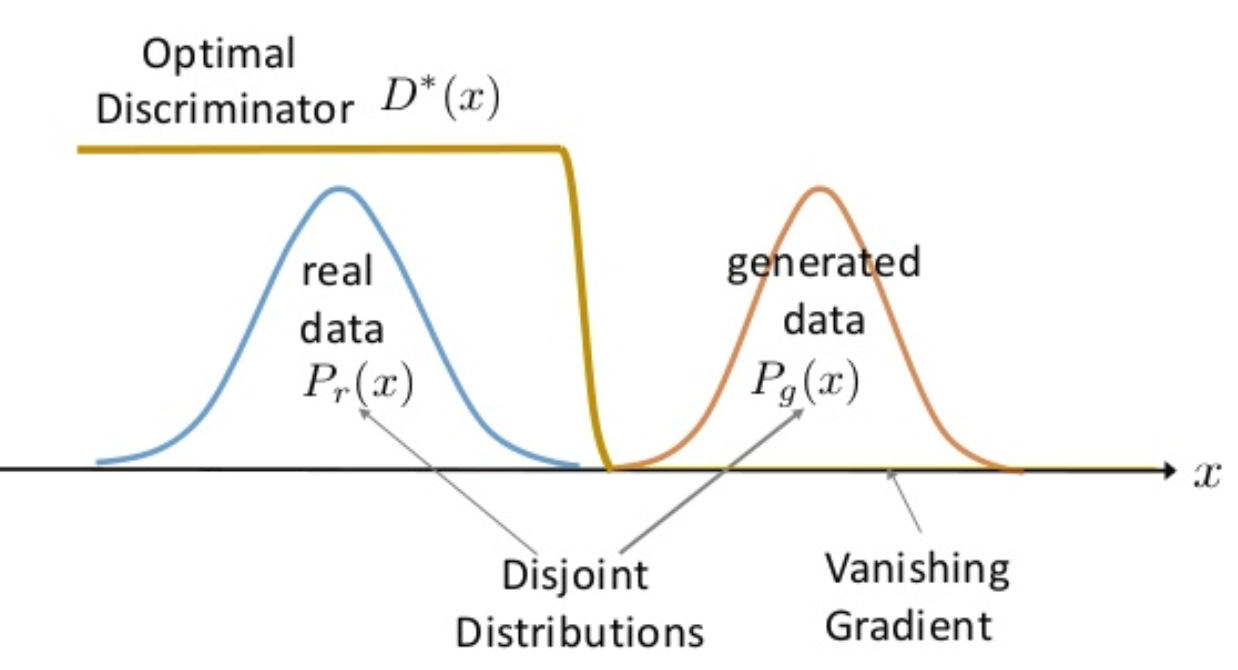 Optimal
Discriminator D*(x)
real
data
P_r(x)
generated
data
P_g(x)
x
Disjoint
Distributions
Vanishing
Gradient